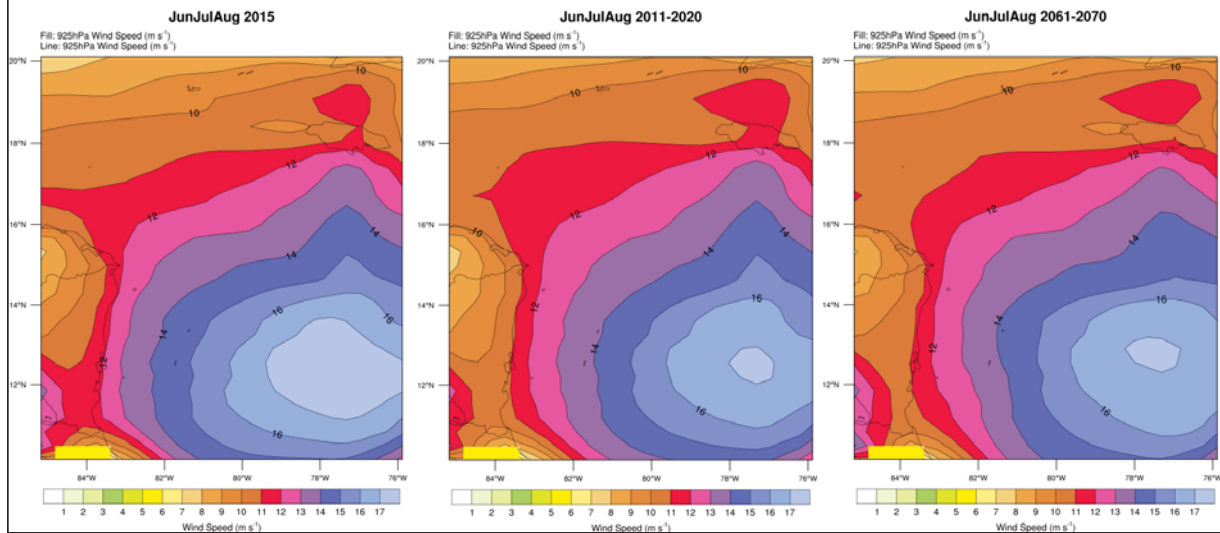 JunJulAug 2015
Fill: 925hPa Wind Speed (m s⁻¹)
Line: 925hPa Wind Speed (m s⁻¹)
20°N
18°N
16°N
14°N
12°N
10
10
12
12
14
14
12
16
16
16
84°W 82°W 80°W 78°W 76°W
1 2 3 4 5 6 7 8 9 10 11 12 13 14 15 16 17
Wind Speed (m s⁻¹)
JunJulAug 2011-2020
Fill: 925hPa Wind Speed (m s⁻¹)
Line: 925hPa Wind Speed (m s⁻¹)
20°N
18°N
16°N
14°N
12°N
10
10
12
12
10
14
16
12
14
16
84°W 82°W 80°W 78°W 76°W
1 2 3 4 5 6 7 8 9 10 11 12 13 14 15 16 17
Wind Speed (m s⁻¹)
JunJulAug 2061-2070
Fill: 925hPa Wind Speed (m s⁻¹)
Line: 925hPa Wind Speed (m s⁻¹)
20°N
18°N
16°N
14°N
12°N
10
10
12
12
14
16
12
14
16
84°W 82°W 80°W 78°W 76°W
1 2 3 4 5 6 7 8 9 10 11 12 13 14 15 16 17
Wind Speed (m s⁻¹)